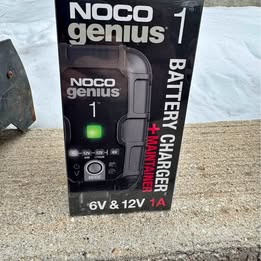 NOCO
genius®
1
NOCO
genius
1
BATTERY CHARGER
+ MAINTAINER
6V & 12V 1A